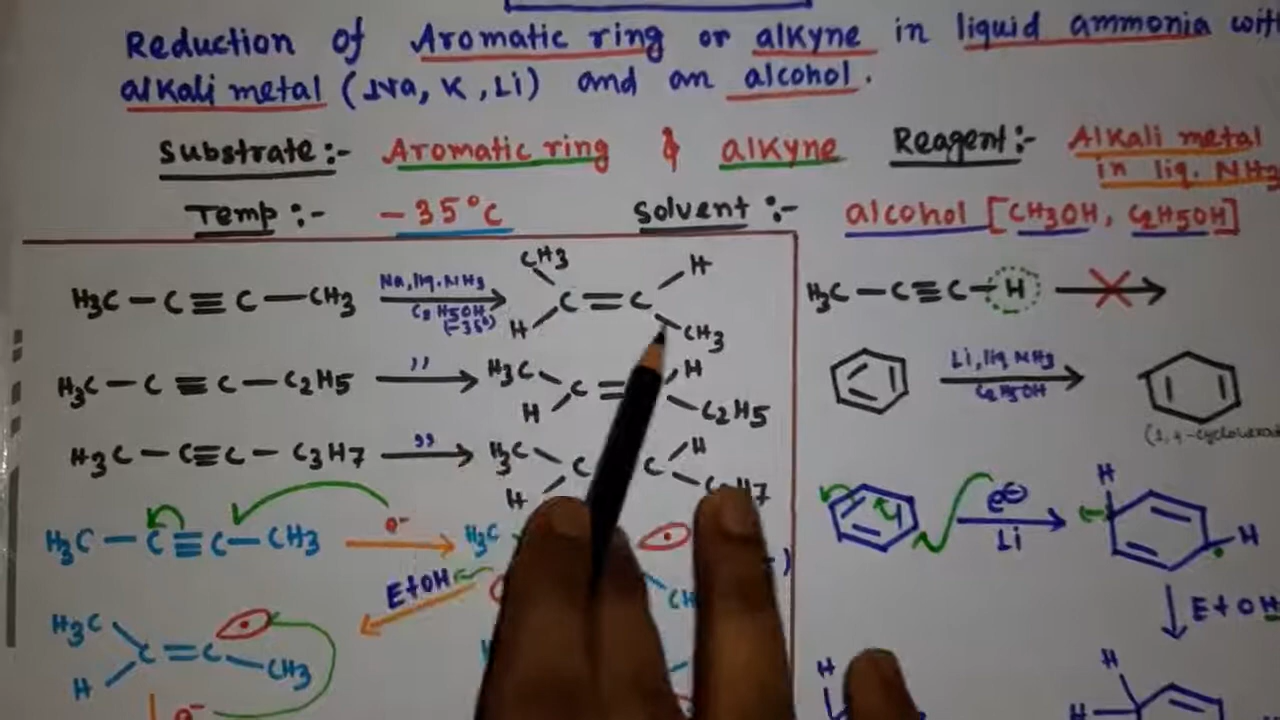 Reduction of Aromatic ring or alkyne in liquid ammonia with
alkali metal (Na, K, Li) and an alcohol.
Substrate:- Aromatic ring & alkyne Reagent:- Alkali metal
in liq. NH3
Temp:- -35°C Solvent:- alcohol [CH3OH, C2H5OH]
H3C-C≡C-CH3 Na, liq. NH3 C2H5OH (-35°) CH3 H C=C H CH3
H3C-C≡C-H
H3C-C≡C-C2H5 ,, H3C H C= H C2H5
Li, liq NH3 C2H5OH
H3C-C≡C-C3H7 ,, H3C H C C H
H3C-C≡C-CH3 e- H3C
e⊖ Li H H
EtOH
EtOH
H3C H C=C CH3
e-
H
H
H